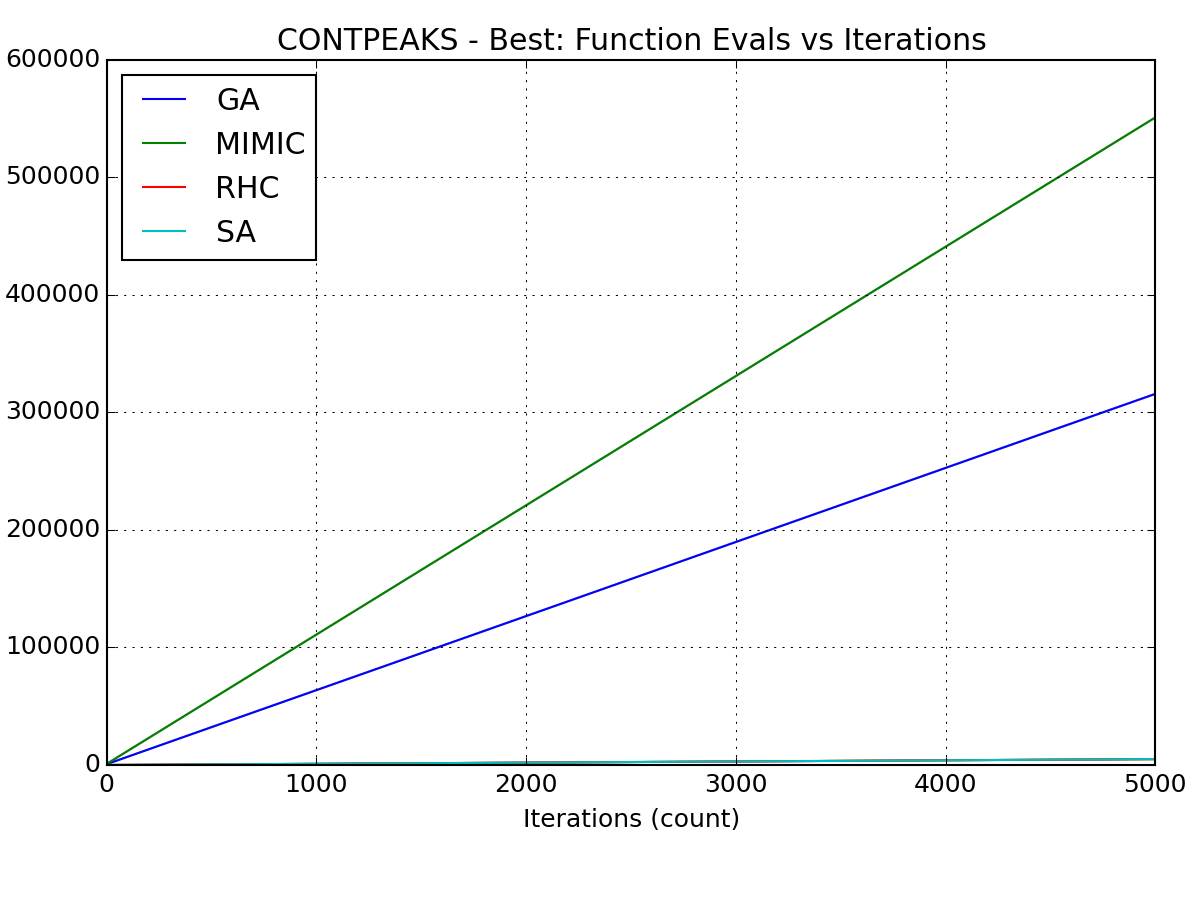 CONTPEAKS - Best: Function Evals vs Iterations
600000
500000
400000
300000
200000
100000
0
GA
MIMIC
RHC
SA
0 1000 2000 3000 4000 5000
Iterations (count)